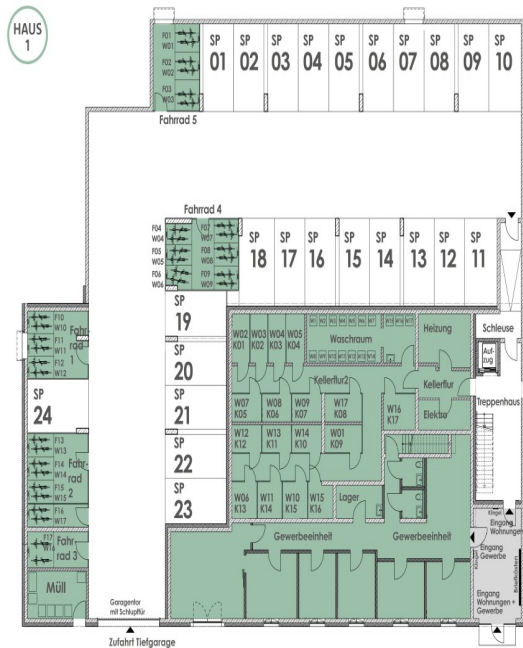 HAUS
1
F01
W01
F02
W02
F03
W03
SP
01
SP
02
SP
03
SP
04
SP
05
SP
06
SP
07
SP
08
SP
09
SP
10
Fahrrad 5
Fahrrad 4
F04
W04
F05
W05
F06
W06
F07
W07
F08
W08
F09
W09
SP
18
SP
17
SP
16
SP
15
SP
14
SP
13
SP
12
SP
11
SP
19
SP
20
SP
21
SP
22
SP
23
F10
W10
F11
W11
F12
W12
Fahr-
rad
1
SP
24
F13
W13
F14
W14
F15
W15
F16
W17
Fahr-
rad
2
F17
W16
Fahr-
rad 3
Müll
W02
K01
W03
K02
W04
K03
W05
K04
Waschraum
Heizung
Schleuse
Auf-
zug
Kellerflur2
Kellerflur
Elektro
Treppenhaus
W07
K05
W08
K06
W09
K07
W17
K08
W16
K17
W12
K12
W13
K11
W14
K10
W01
K09
W06
K13
W11
K14
W10
K15
W15
K16
Lager
Gewerbeeinheit
Gewerbeeinheit
Klingel
Eingang
Wohnungen
Eingang
Gewerbe
Klingel
Briefkästen
Eingang
Wohnungen +
Gewerbe
Garagentor
mit Schlupftür
Zufahrt Tiefgarage